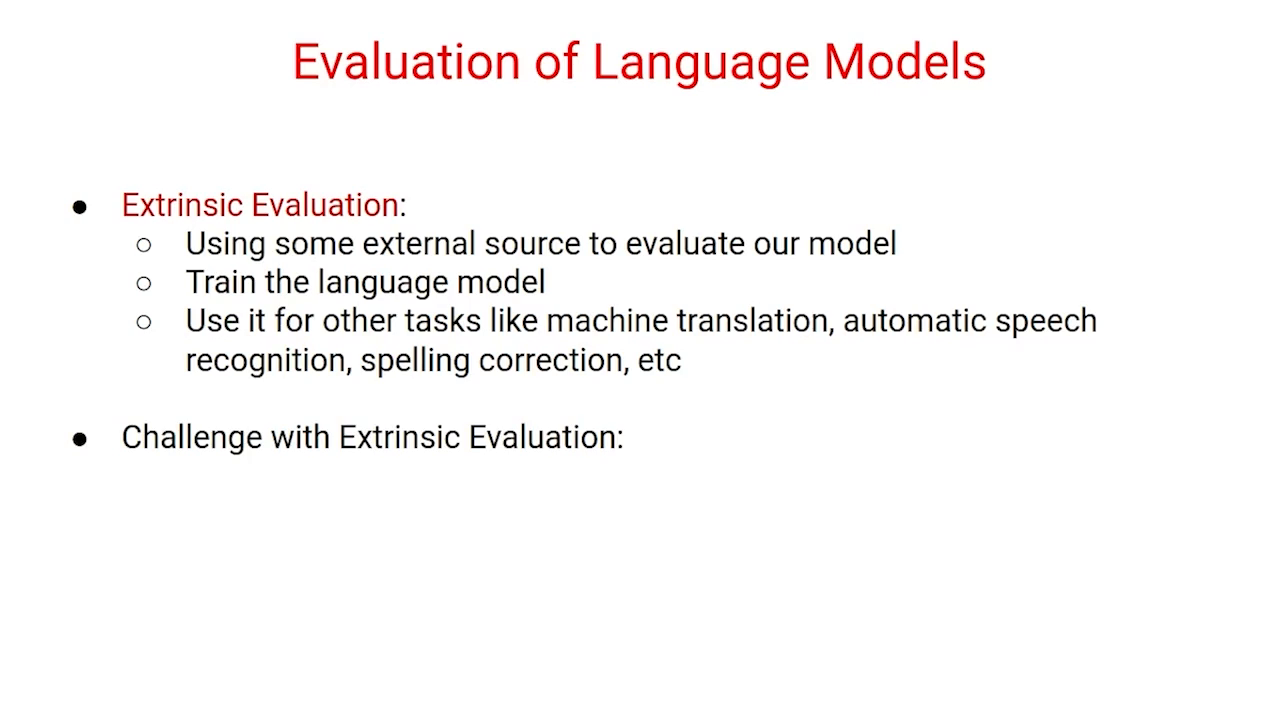 Evaluation of Language Models
● Extrinsic Evaluation:
○ Using some external source to evaluate our model
○ Train the language model
○ Use it for other tasks like machine translation, automatic speech
recognition, spelling correction, etc
● Challenge with Extrinsic Evaluation: